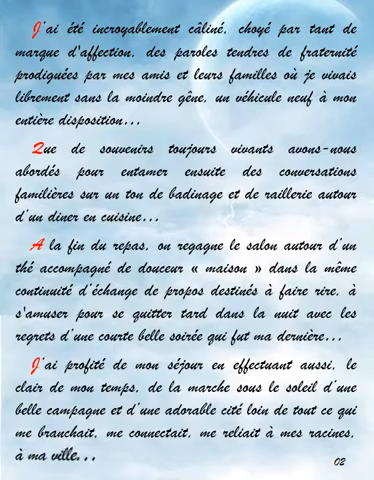 J'ai été incroyablement câliné, choyé par tant de
marque d'affection, des paroles tendres de fraternité
prodiguées par mes amis et leurs familles où je vivais
librement sans la moindre gêne, un véhicule neuf à mon
entière disposition...
Que de souvenirs toujours vivants avons-nous
abordés pour entamer ensuite des conversations
familières sur un ton de badinage et de raillerie autour
d'un diner en cuisine...
A la fin du repas, on regagne le salon autour d'un
thé accompagné de douceur « maison » dans la même
continuité d'échange de propos destinés à faire rire, à
s'amuser pour se quitter tard dans la nuit avec les
regrets d'une courte belle soirée qui fut ma dernière...
J'ai profité de mon séjour en effectuant aussi, le
clair de mon temps, de la marche sous le soleil d'une
belle campagne et d'une adorable cité loin de tout ce qui
me branchait, me connectait, me reliait à mes racines,
à ma ville...
02